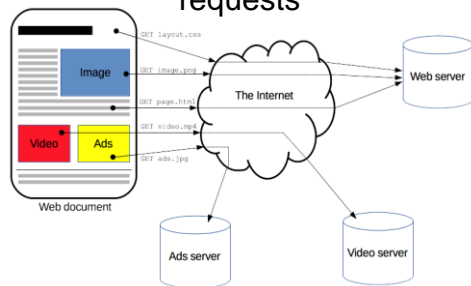 requests
GET layout.css
Image
GET image.png
Web server
The Internet
GET page.html
GET video.mp4
Video
Ads
GET ads.jpg
Web document
Ads server
Video server